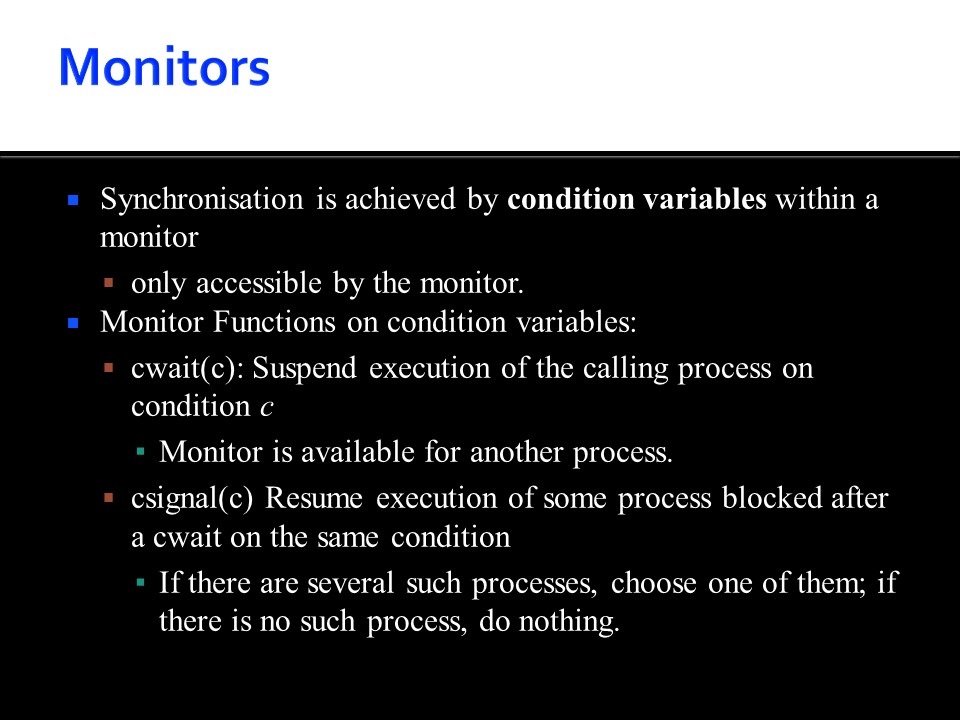 Monitors
Synchronisation is achieved by condition variables within a
monitor
only accessible by the monitor.
Monitor Functions on condition variables:
cwait(c): Suspend execution of the calling process on
condition c
Monitor is available for another process.
csignal(c) Resume execution of some process blocked after
a cwait on the same condition
If there are several such processes, choose one of them; if
there is no such process, do nothing.